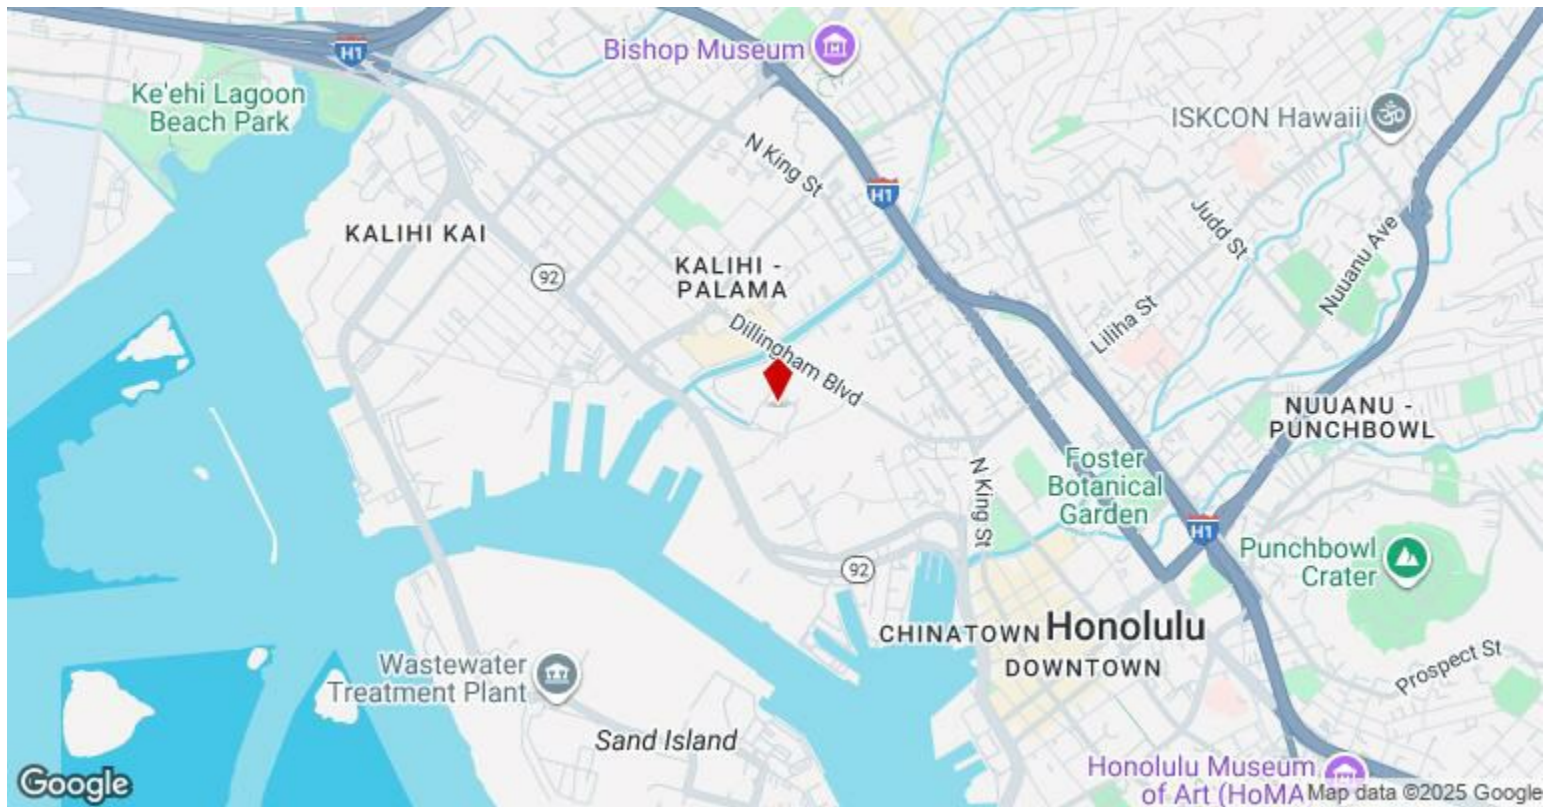 H1
Bishop Museum
Ke'ehi Lagoon
Beach Park
ISKCON Hawaii
N King St
H1
Judd St
Nuuanu Ave
KALIHI KAI
92
KALIHI -
PALAMA
Dillingham Blvd
Liliha St
NUUANU -
PUNCHBOWL
Foster
Botanical
Garden
N King St
H1
Punchbowl
Crater
92
CHINATOWN
Honolulu
DOWNTOWN
Prospect St
Wastewater
Treatment Plant
Sand Island
Honolulu Museum
of Art (HoMA
Google
Map data ©2025 Google